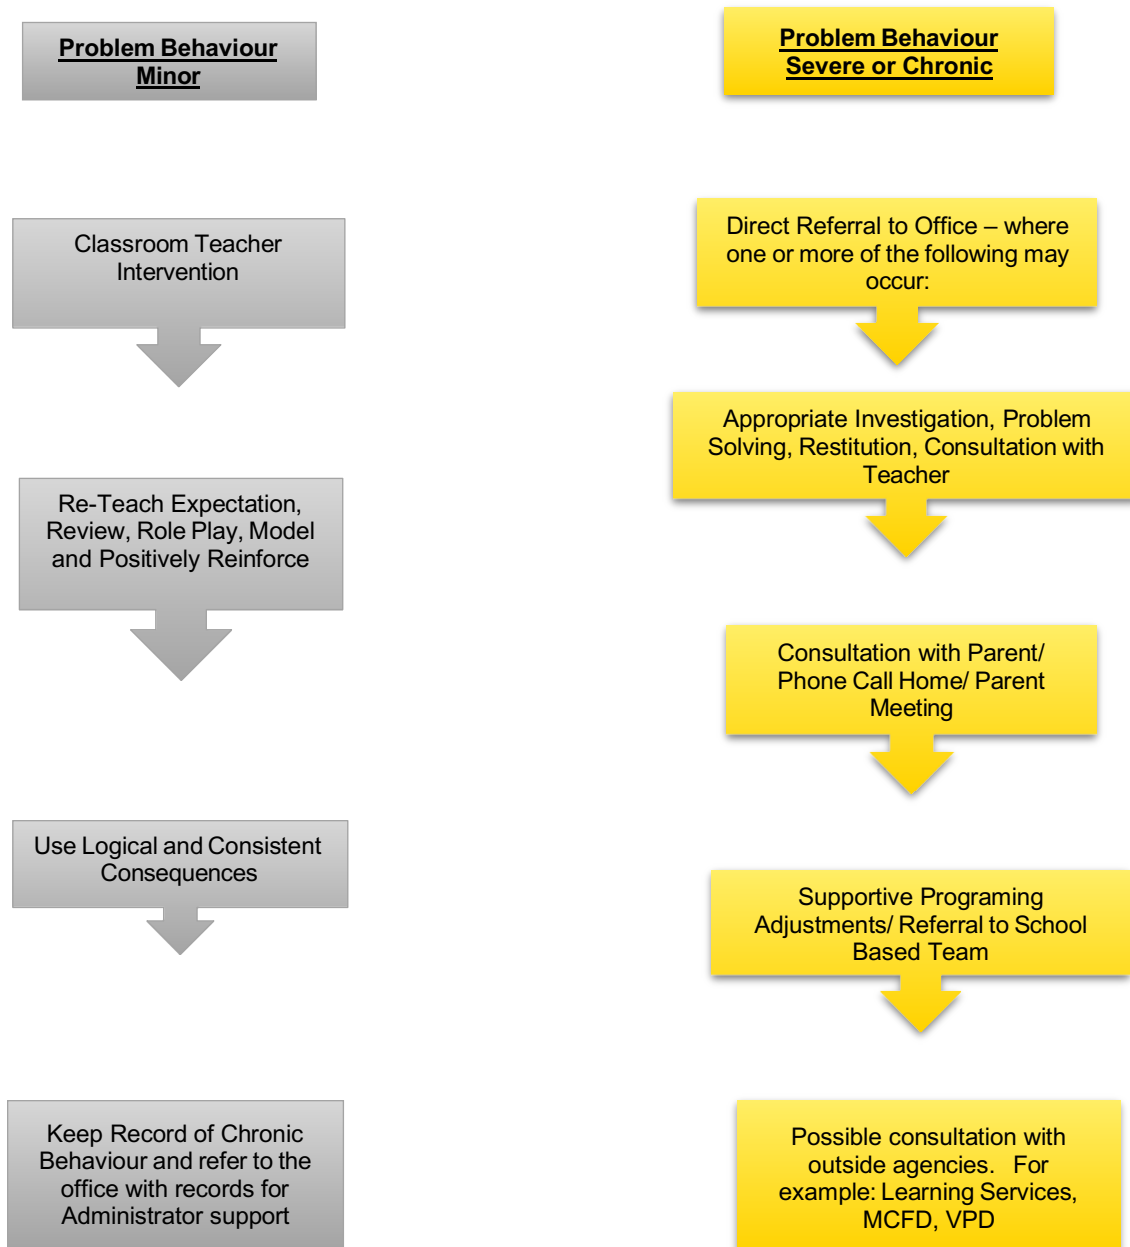 Problem Behaviour
Minor
Classroom Teacher
Intervention
Re-Teach Expectation,
Review, Role Play, Model
and Positively Reinforce
Use Logical and Consistent
Consequences
Keep Record of Chronic
Behaviour and refer to the
office with records for
Administrator support
Problem Behaviour
Severe or Chronic
Direct Referral to Office – where
one or more of the following may
occur:
Appropriate Investigation, Problem
Solving, Restitution, Consultation with
Teacher
Consultation with Parent/
Phone Call Home/ Parent
Meeting
Supportive Programing
Adjustments/ Referral to School
Based Team
Possible consultation with
outside agencies.   For
example: Learning Services,
MCFD, VPD